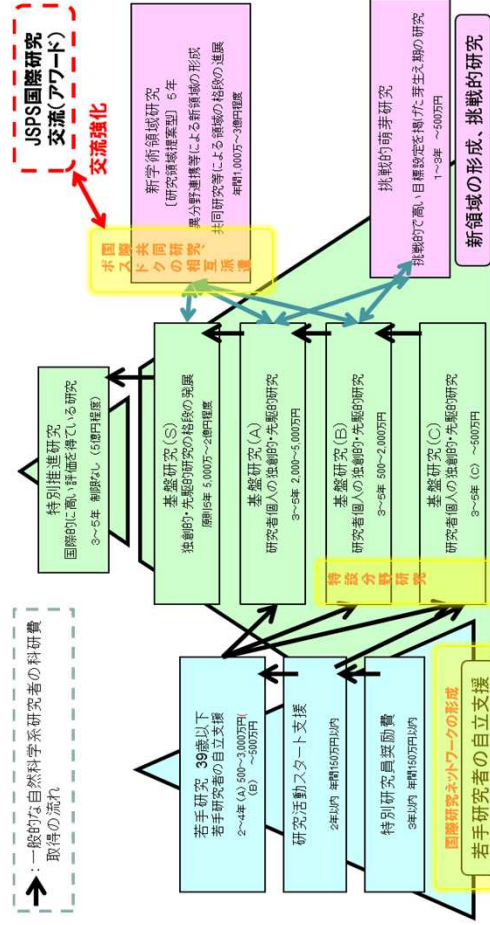 ➔：一般的な自然科学系研究者の科研費
取得の流れ
JSPS国際研究
交流(アワード)
交流強化
特別推進研究
国際的に高い評価を得ている研究
3～5年 制限なし (5億円程度)
若手研究 39歳以下
若手研究者の自立支援
2～4年 (A) 500～3,000万円(
(B) ～500万円
研究活動スタート支援
2年以内 年間150万円以内
特別研究員奨励費
3年以内 年間150万円以内
国際研究ネットワークの形成
若手研究者の自立支援
基盤研究(S)
独創的・先駆的研究の格段の発展
原則5年 5,000万～2億円程度
基盤研究(A)
研究者個人の独創的・先駆的研究
3～5年 2,000～5,000万円
基盤研究(B)
研究者個人の独創的・先駆的研究
3～5年 500～2,000万円
基盤研究(C)
研究者個人の独創的・先駆的研究
3～5年 (C) ～500万円
特設分野研究
国際共同研究、
ポスドクの相互派遣
新学術領域研究
[研究領域提案型] 5年
異分野連携等による新領域の形成
共同研究等による領域の格段の進展
年間1,000万～3億円程度
挑戦的萌芽研究
挑戦的で高い目標設定を掲げた芽生え期の研究
1～3年 ～500万円
新領域の形成、挑戦的研究